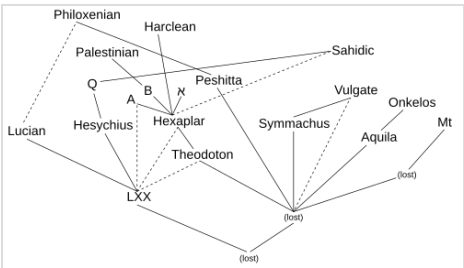 Philoxenian
Harclean
Palestinian
Sahidic
Q
B
א
Peshitta
A
Vulgate
Onkelos
Lucian
Hesychius
Hexaplar
Symmachus
Mt
Aquila
Theodoton
(lost)
LXX
(lost)
(lost)